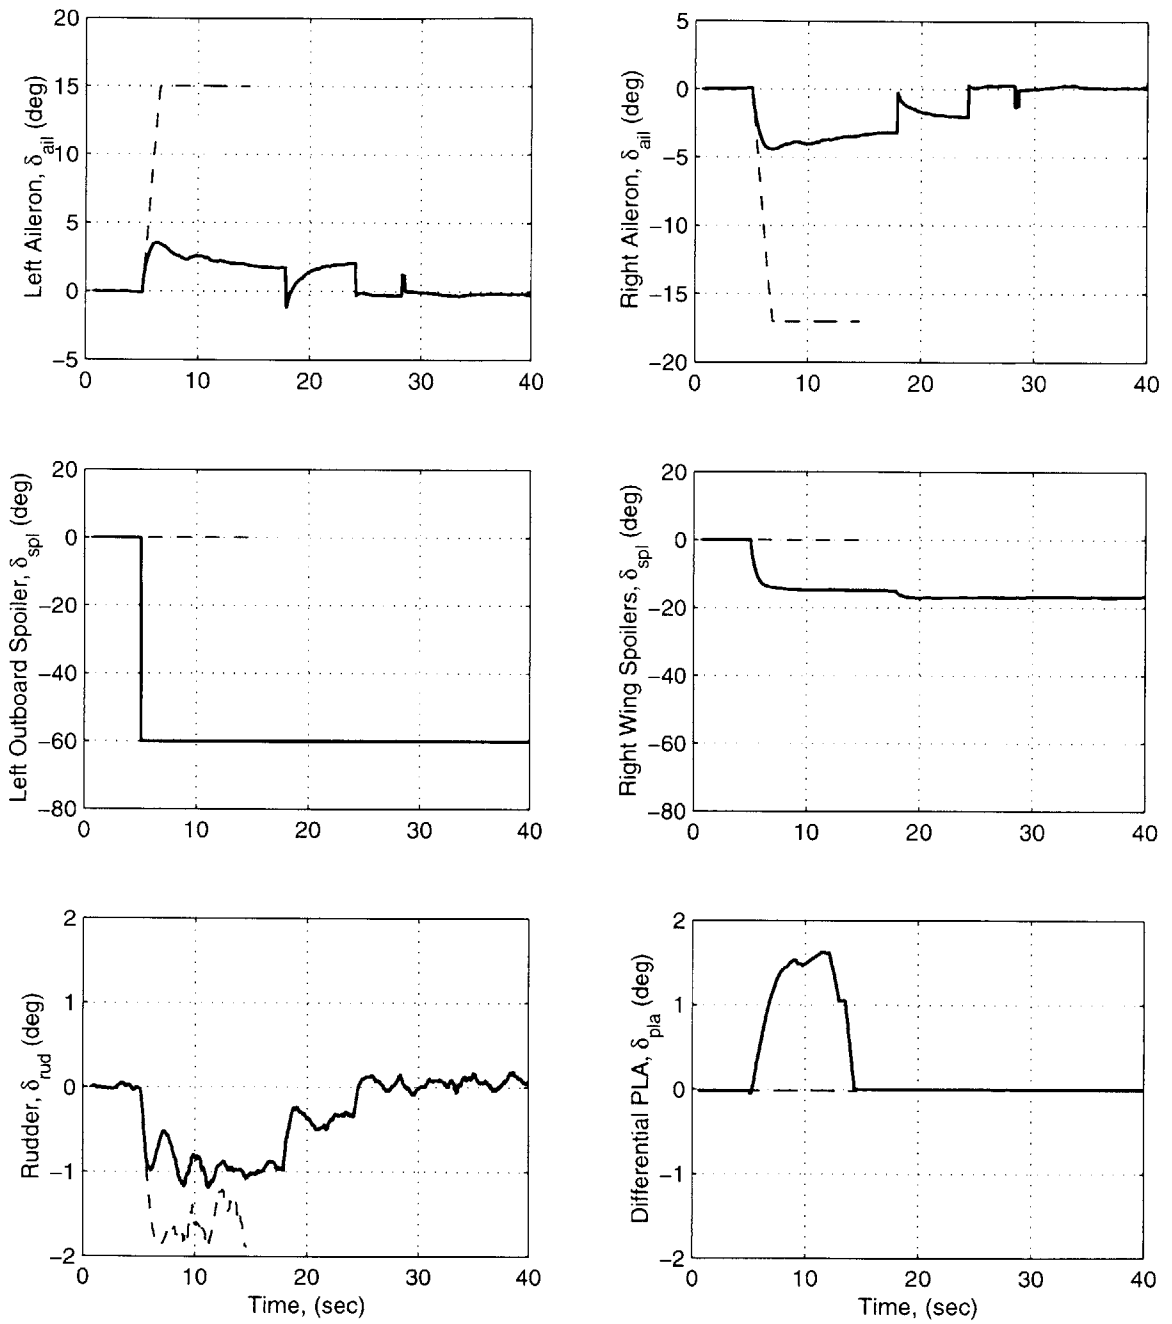 Left Aileron, δail (deg)
20
15
10
5
0
−5
0 10 20 30 40
Right Aileron, δail (deg)
5
0
−5
−10
−15
−20
0 10 20 30 40
Left Outboard Spoiler, δspl (deg)
20
0
−20
−40
−60
−80
0 10 20 30 40
Right Wing Spoilers, δspl (deg)
20
0
−20
−40
−60
−80
0 10 20 30 40
Rudder, δrud (deg)
2
1
0
−1
−2
0 10 20 30 40
Time, (sec)
Differential PLA, δpla (deg)
2
1
0
−1
−2
0 10 20 30 40
Time, (sec)